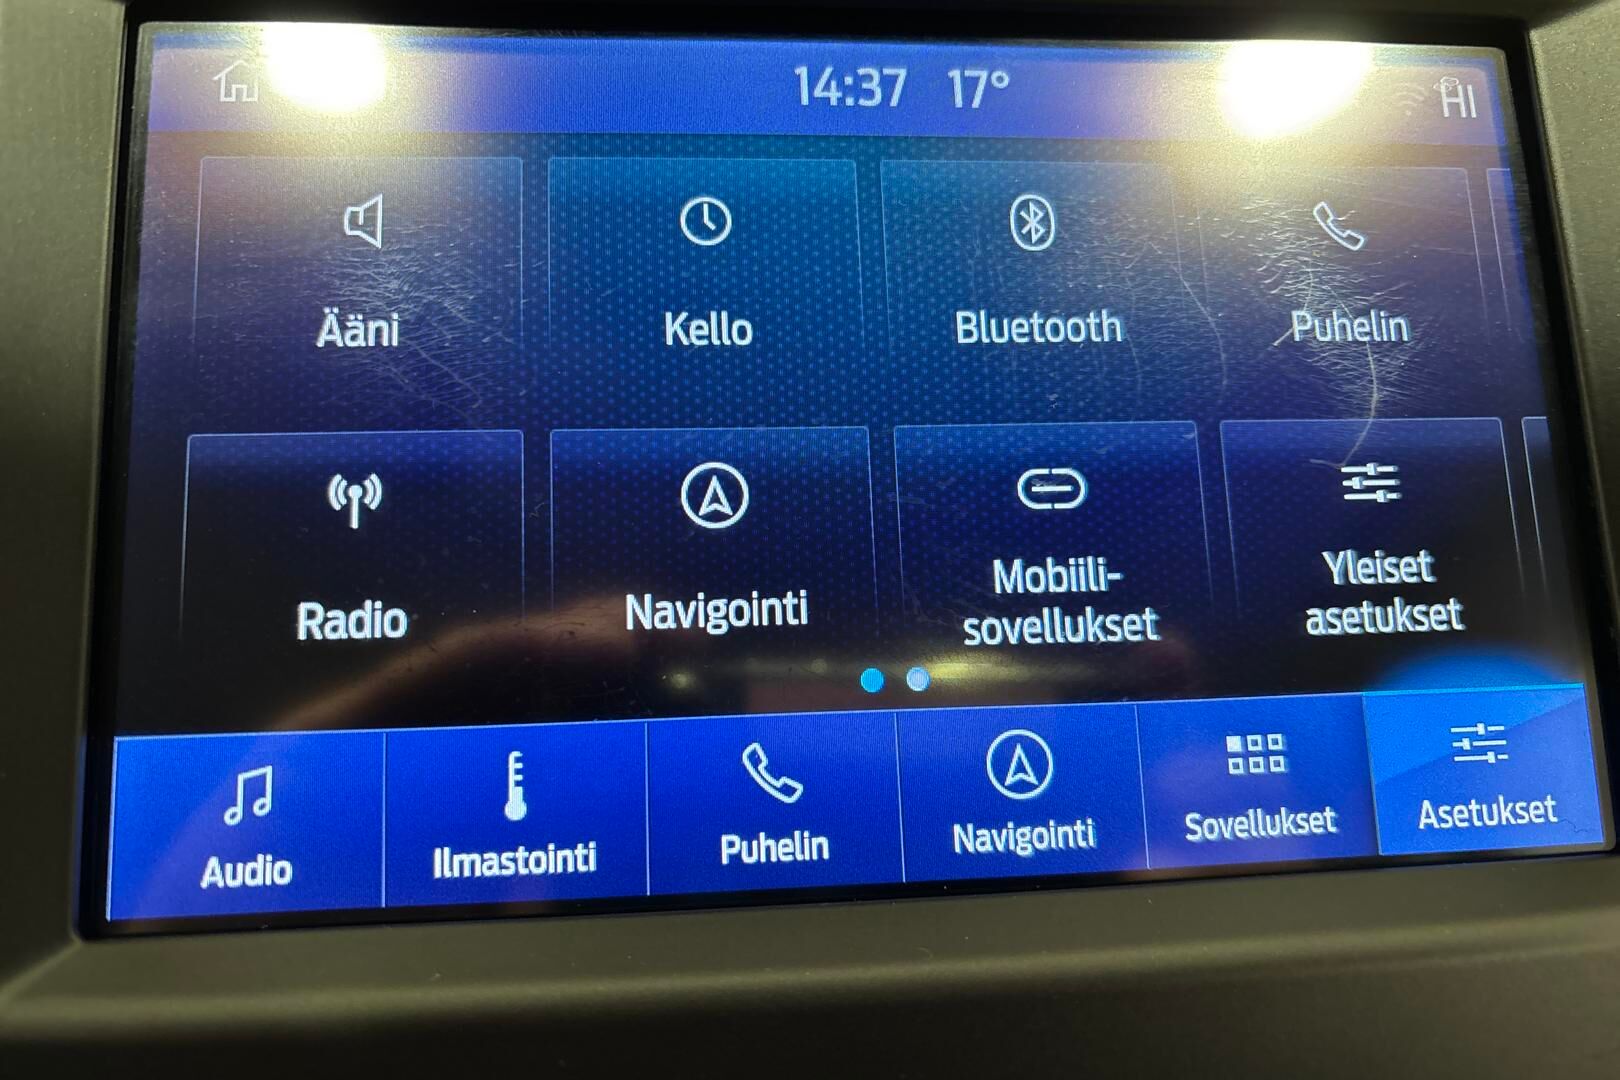 14:37 17° HI
Ääni Kello Bluetooth Puhelin
Radio Navigointi Mobiili-
sovellukset Yleiset
asetukset
Audio Ilmastointi Puhelin Navigointi Sovellukset Asetukset